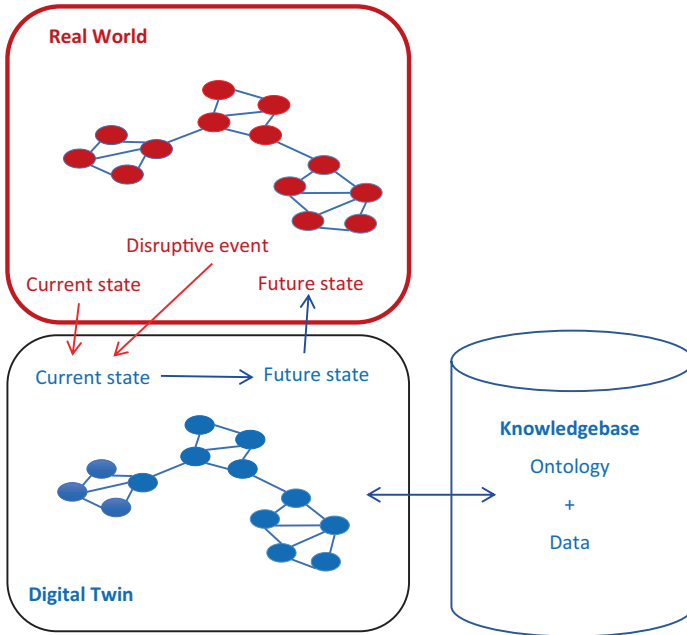 Real World
Disruptive event
Current state
Future state
Current state
Future state
Knowledgebase
Ontology
+
Data
Digital Twin